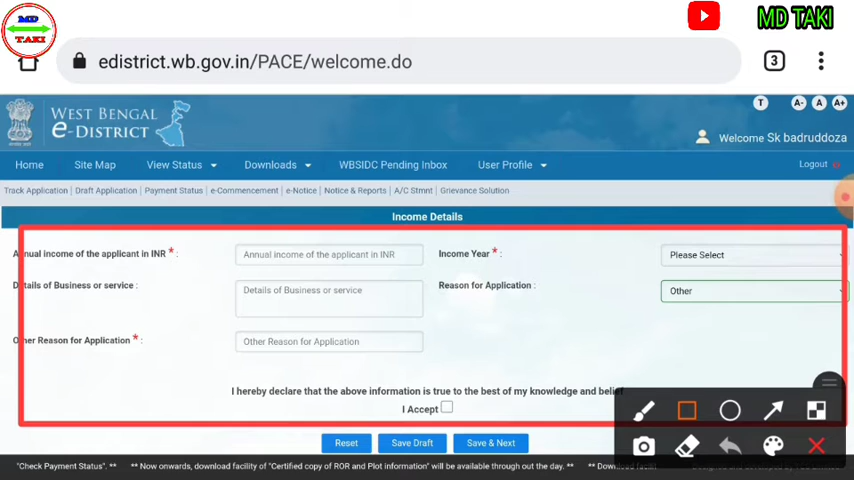 MD
TAKI
MD TAKI
edistrict.wb.gov.in/PACE/welcome.do
3
WEST BENGAL
e-DISTRICT
T A- A A+
Welcome Sk badruddoza
Home Site Map View Status Downloads WBSIDC Pending Inbox User Profile Logout
Track Application | Draft Application | Payment Status | e-Commencement | e-Notice | Notice & Reports | A/C Stmnt | Grievance Solution
Income Details
Annual income of the applicant in INR * : Annual income of the applicant in INR Income Year * : Please Select
Details of Business or service : Details of Business or service Reason for Application : Other
Other Reason for Application * : Other Reason for Application
I hereby declare that the above information is true to the best of my knowledge and belief
I Accept
Reset Save Draft Save & Next
"Check Payment Status". ** ** Now onwards, download facility of "Certified copy of ROR and Plot information" will be available through out the day. **